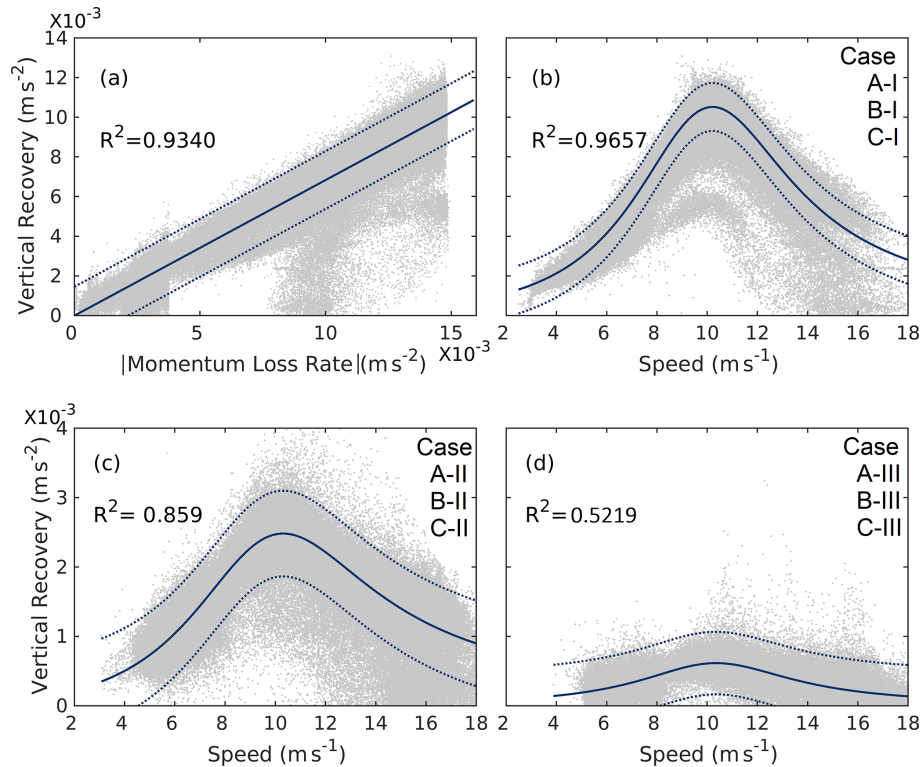 X10-3
14
12
10
8
6
4
2
0
Vertical Recovery (m s-2)
(a)
R2=0.9340
0
5
10
15
|Momentum Loss Rate|(m s-2)
X10-3
(b)
R2=0.9657
Case
A-I
B-I
C-I
2
4
6
8
10
12
14
16
18
Speed (m s-1)
X10-3
4
3
2
1
0
Vertical Recovery (m s-2)
(c)
R2= 0.859
Case
A-II
B-II
C-II
2
4
6
8
10
12
14
16
18
Speed (m s-1)
(d)
R2=0.5219
Case
A-III
B-III
C-III
2
4
6
8
10
12
14
16
18
Speed (m s-1)